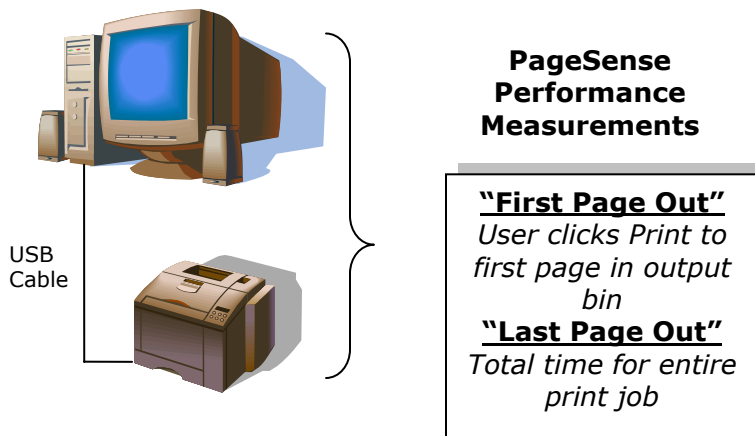 PageSense
Performance
Measurements
“First Page Out”
User clicks Print to
first page in output
bin
“Last Page Out”
Total time for entire
print job
USB
Cable